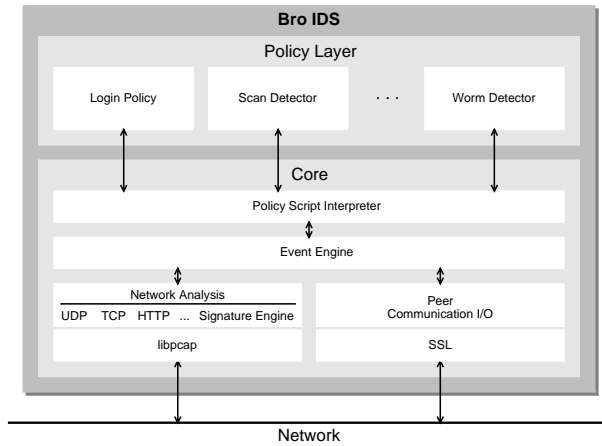 Bro IDS
Policy Layer
Login Policy
Scan Detector
. . .
Worm Detector
Core
Policy Script Interpreter
Event Engine
Network Analysis
UDP TCP HTTP ... Signature Engine
libpcap
Peer
Communication I/O
SSL
Network